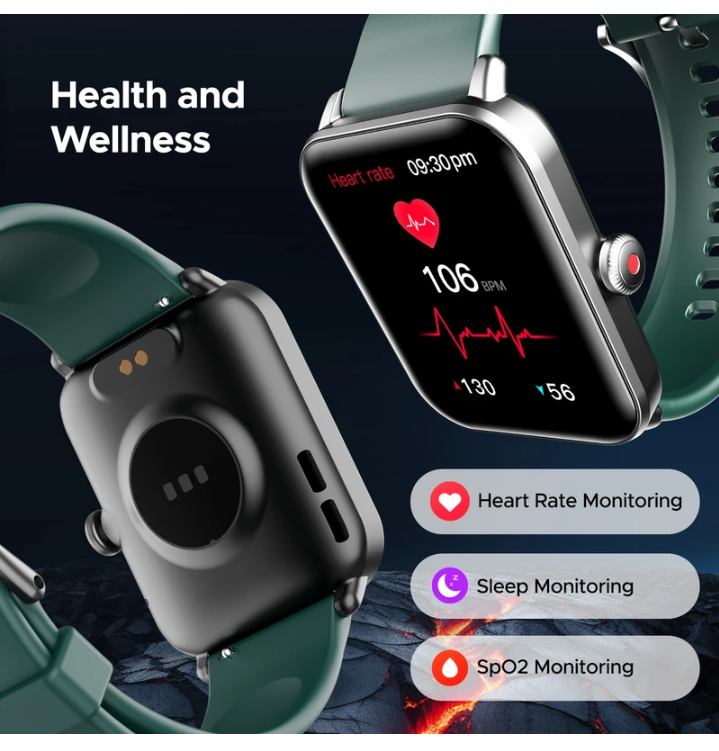 Health and
Wellness
Heart rate 09:30pm
106 BPM
130 56
Heart Rate Monitoring
Sleep Monitoring
SpO2 Monitoring